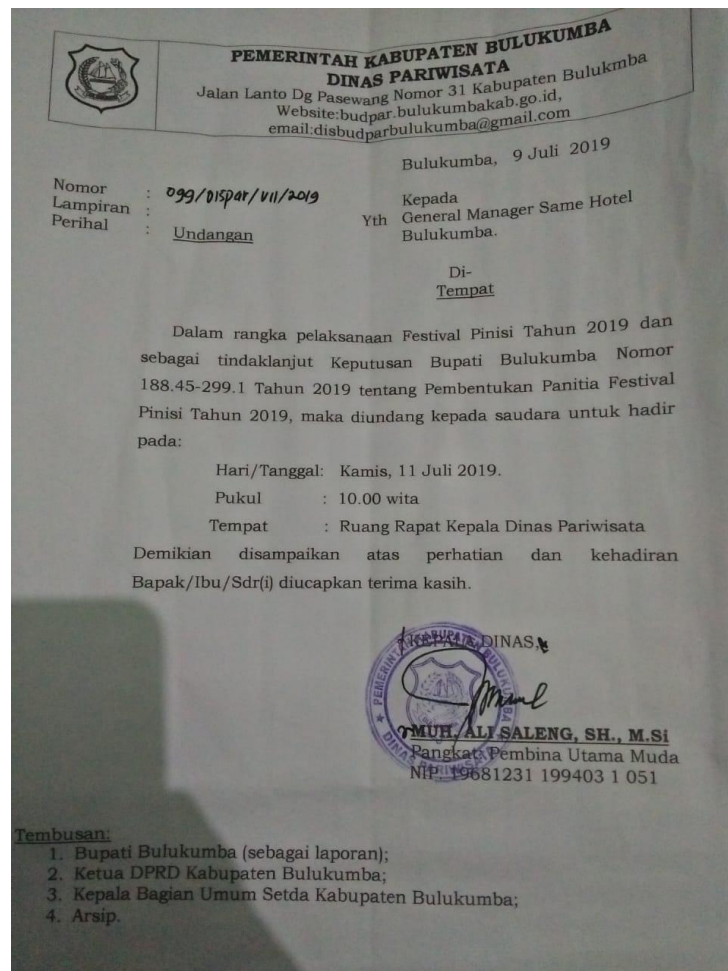 PEMERINTAH KABUPATEN BULUKUMBA
DINAS PARIWISATA
Jalan Lanto Dg Pasewang Nomor 31 Kabupaten Bulukmba
Website:budpar.bulukumbakab.go.id,
email:disbudparbulukumba@gmail.com
Bulukumba, 9 Juli 2019
Nomor : 099/DISPAR/VII/2019
Lampiran :
Perihal : Undangan
Kepada
Yth General Manager Same Hotel
Bulukumba.
Di-
Tempat
Dalam rangka pelaksanaan Festival Pinisi Tahun 2019 dan
sebagai tindaklanjut Keputusan Bupati Bulukumba Nomor
188.45-299.1 Tahun 2019 tentang Pembentukan Panitia Festival
Pinisi Tahun 2019, maka diundang kepada saudara untuk hadir
pada:
Hari/Tanggal: Kamis, 11 Juli 2019.
Pukul : 10.00 wita
Tempat : Ruang Rapat Kepala Dinas Pariwisata
Demikian disampaikan atas perhatian dan kehadiran
Bapak/Ibu/Sdr(i) diucapkan terima kasih.
KEPALA DINAS,
PEMERINTAH KABUPATEN BULUKUMBA
DINAS PARIWISATA
MUH. ALI SALENG, SH., M.Si
Pangkat: Pembina Utama Muda
NIP. 19681231 199403 1 051
Tembusan:
1. Bupati Bulukumba (sebagai laporan);
2. Ketua DPRD Kabupaten Bulukumba;
3. Kepala Bagian Umum Setda Kabupaten Bulukumba;
4. Arsip.